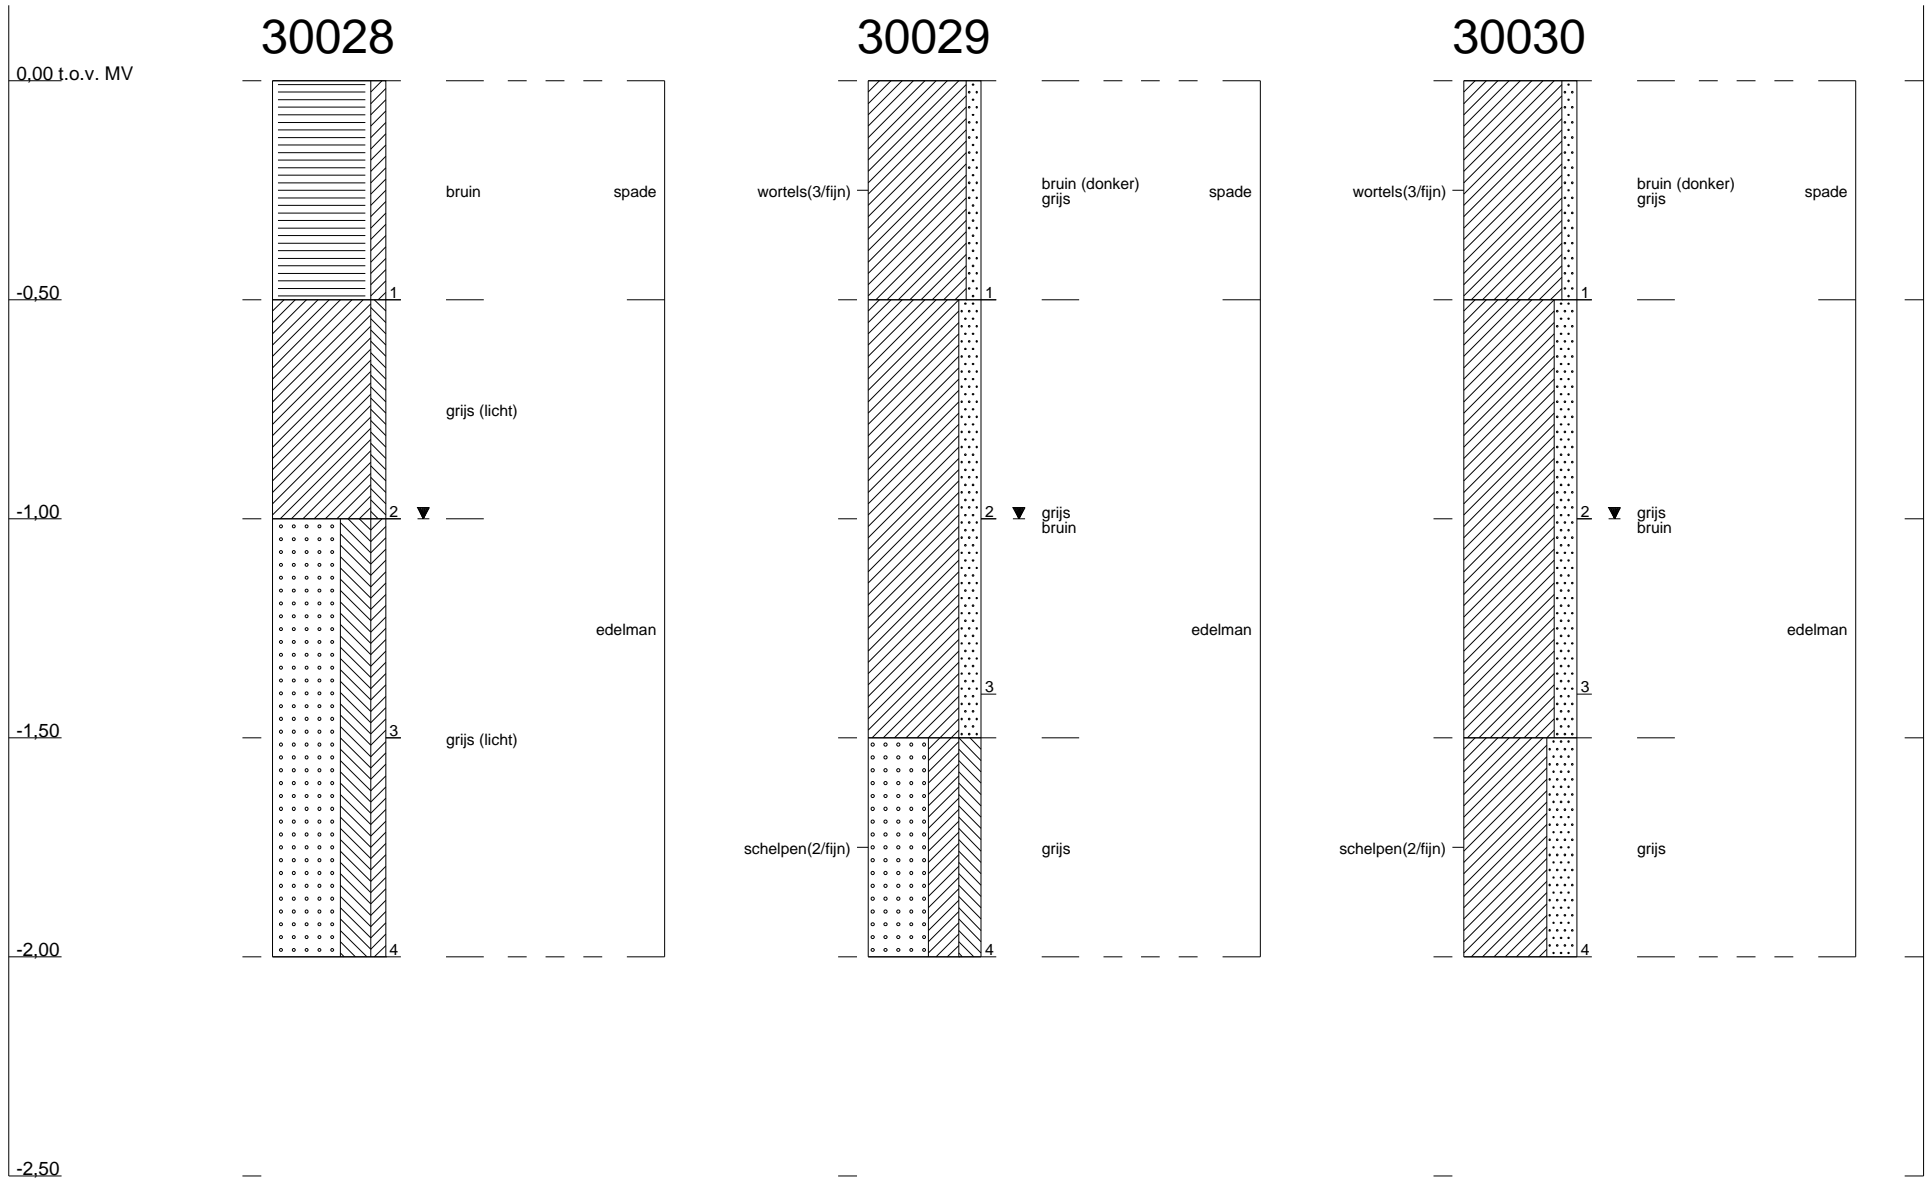 30028
30029
30030
0,00 t.o.v. MV
bruin
spade
wortels(3/fijn)
bruin (donker)
grijs
spade
wortels(3/fijn)
bruin (donker)
grijs
spade
-0,50
1
1
1
grijs (licht)
-1,00
2
2
grijs
bruin
2
grijs
bruin
edelman
edelman
edelman
3
3
-1,50
3
grijs (licht)
schelpen(2/fijn)
grijs
schelpen(2/fijn)
grijs
-2,00
4
4
4
-2,50